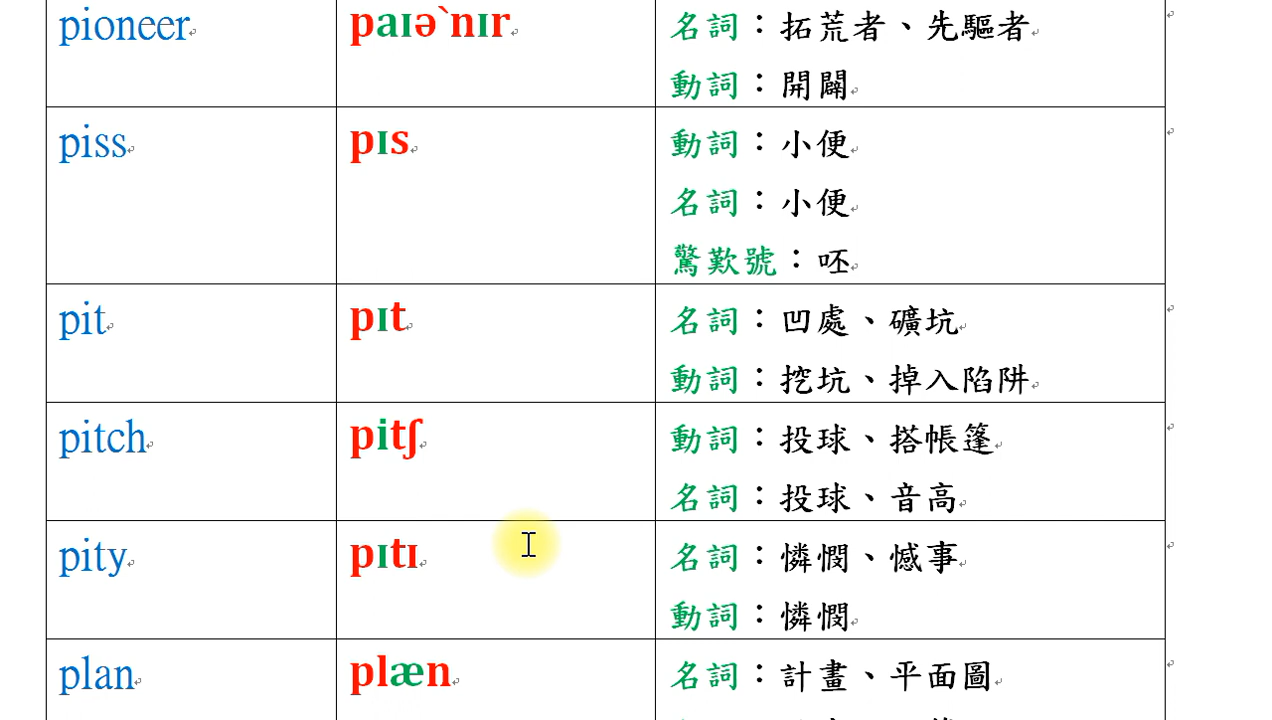 pioneer paɪəˋnɪr 名詞：拓荒者、先驅者
動詞：開闢
piss pɪs 動詞：小便
名詞：小便
驚歎號：呸
pit pɪt 名詞：凹處、礦坑
動詞：挖坑、掉入陷阱
pitch pitʃ 動詞：投球、搭帳篷
名詞：投球、音高
pity pɪtɪ 名詞：憐憫、憾事
動詞：憐憫
plan plæn 名詞：計畫、平面圖